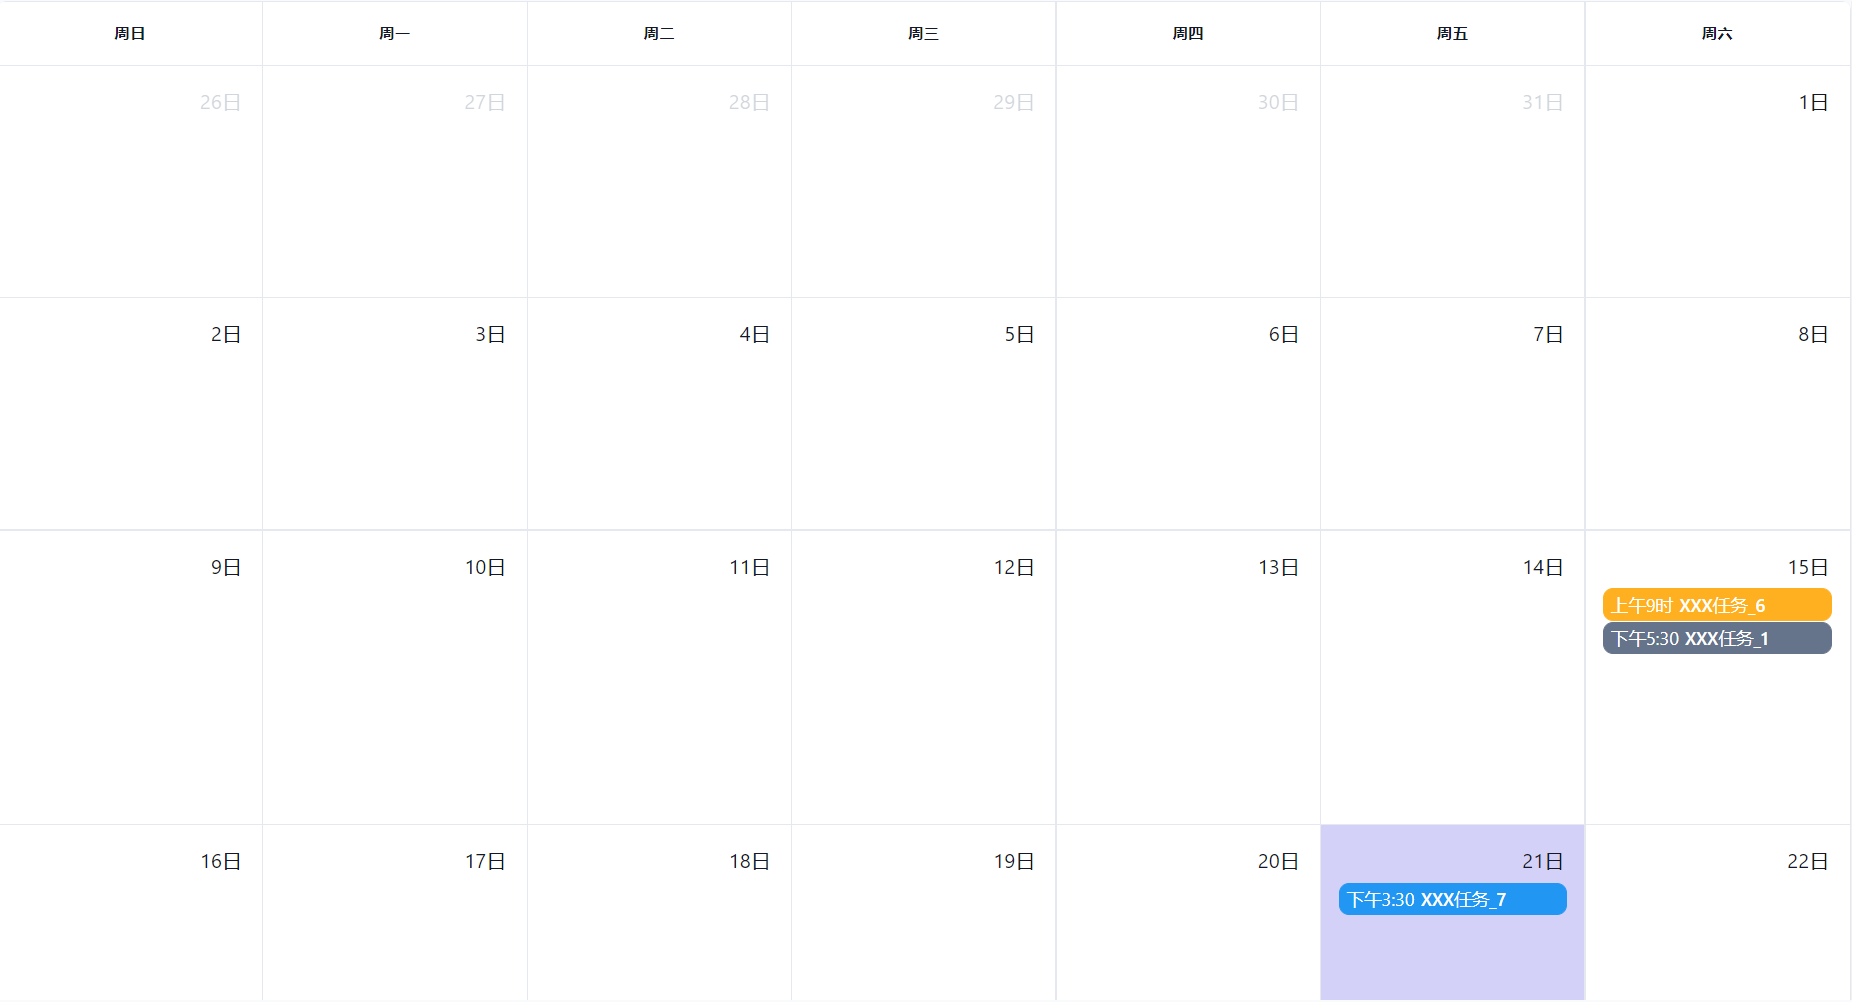 周日 周一 周二 周三 周四 周五 周六
26日 27日 28日 29日 30日 31日 1日
2日 3日 4日 5日 6日 7日 8日
9日 10日 11日 12日 13日 14日 15日
上午9时 XXX任务_6
下午5:30 XXX任务_1
16日 17日 18日 19日 20日 21日 22日
下午3:30 XXX任务_7